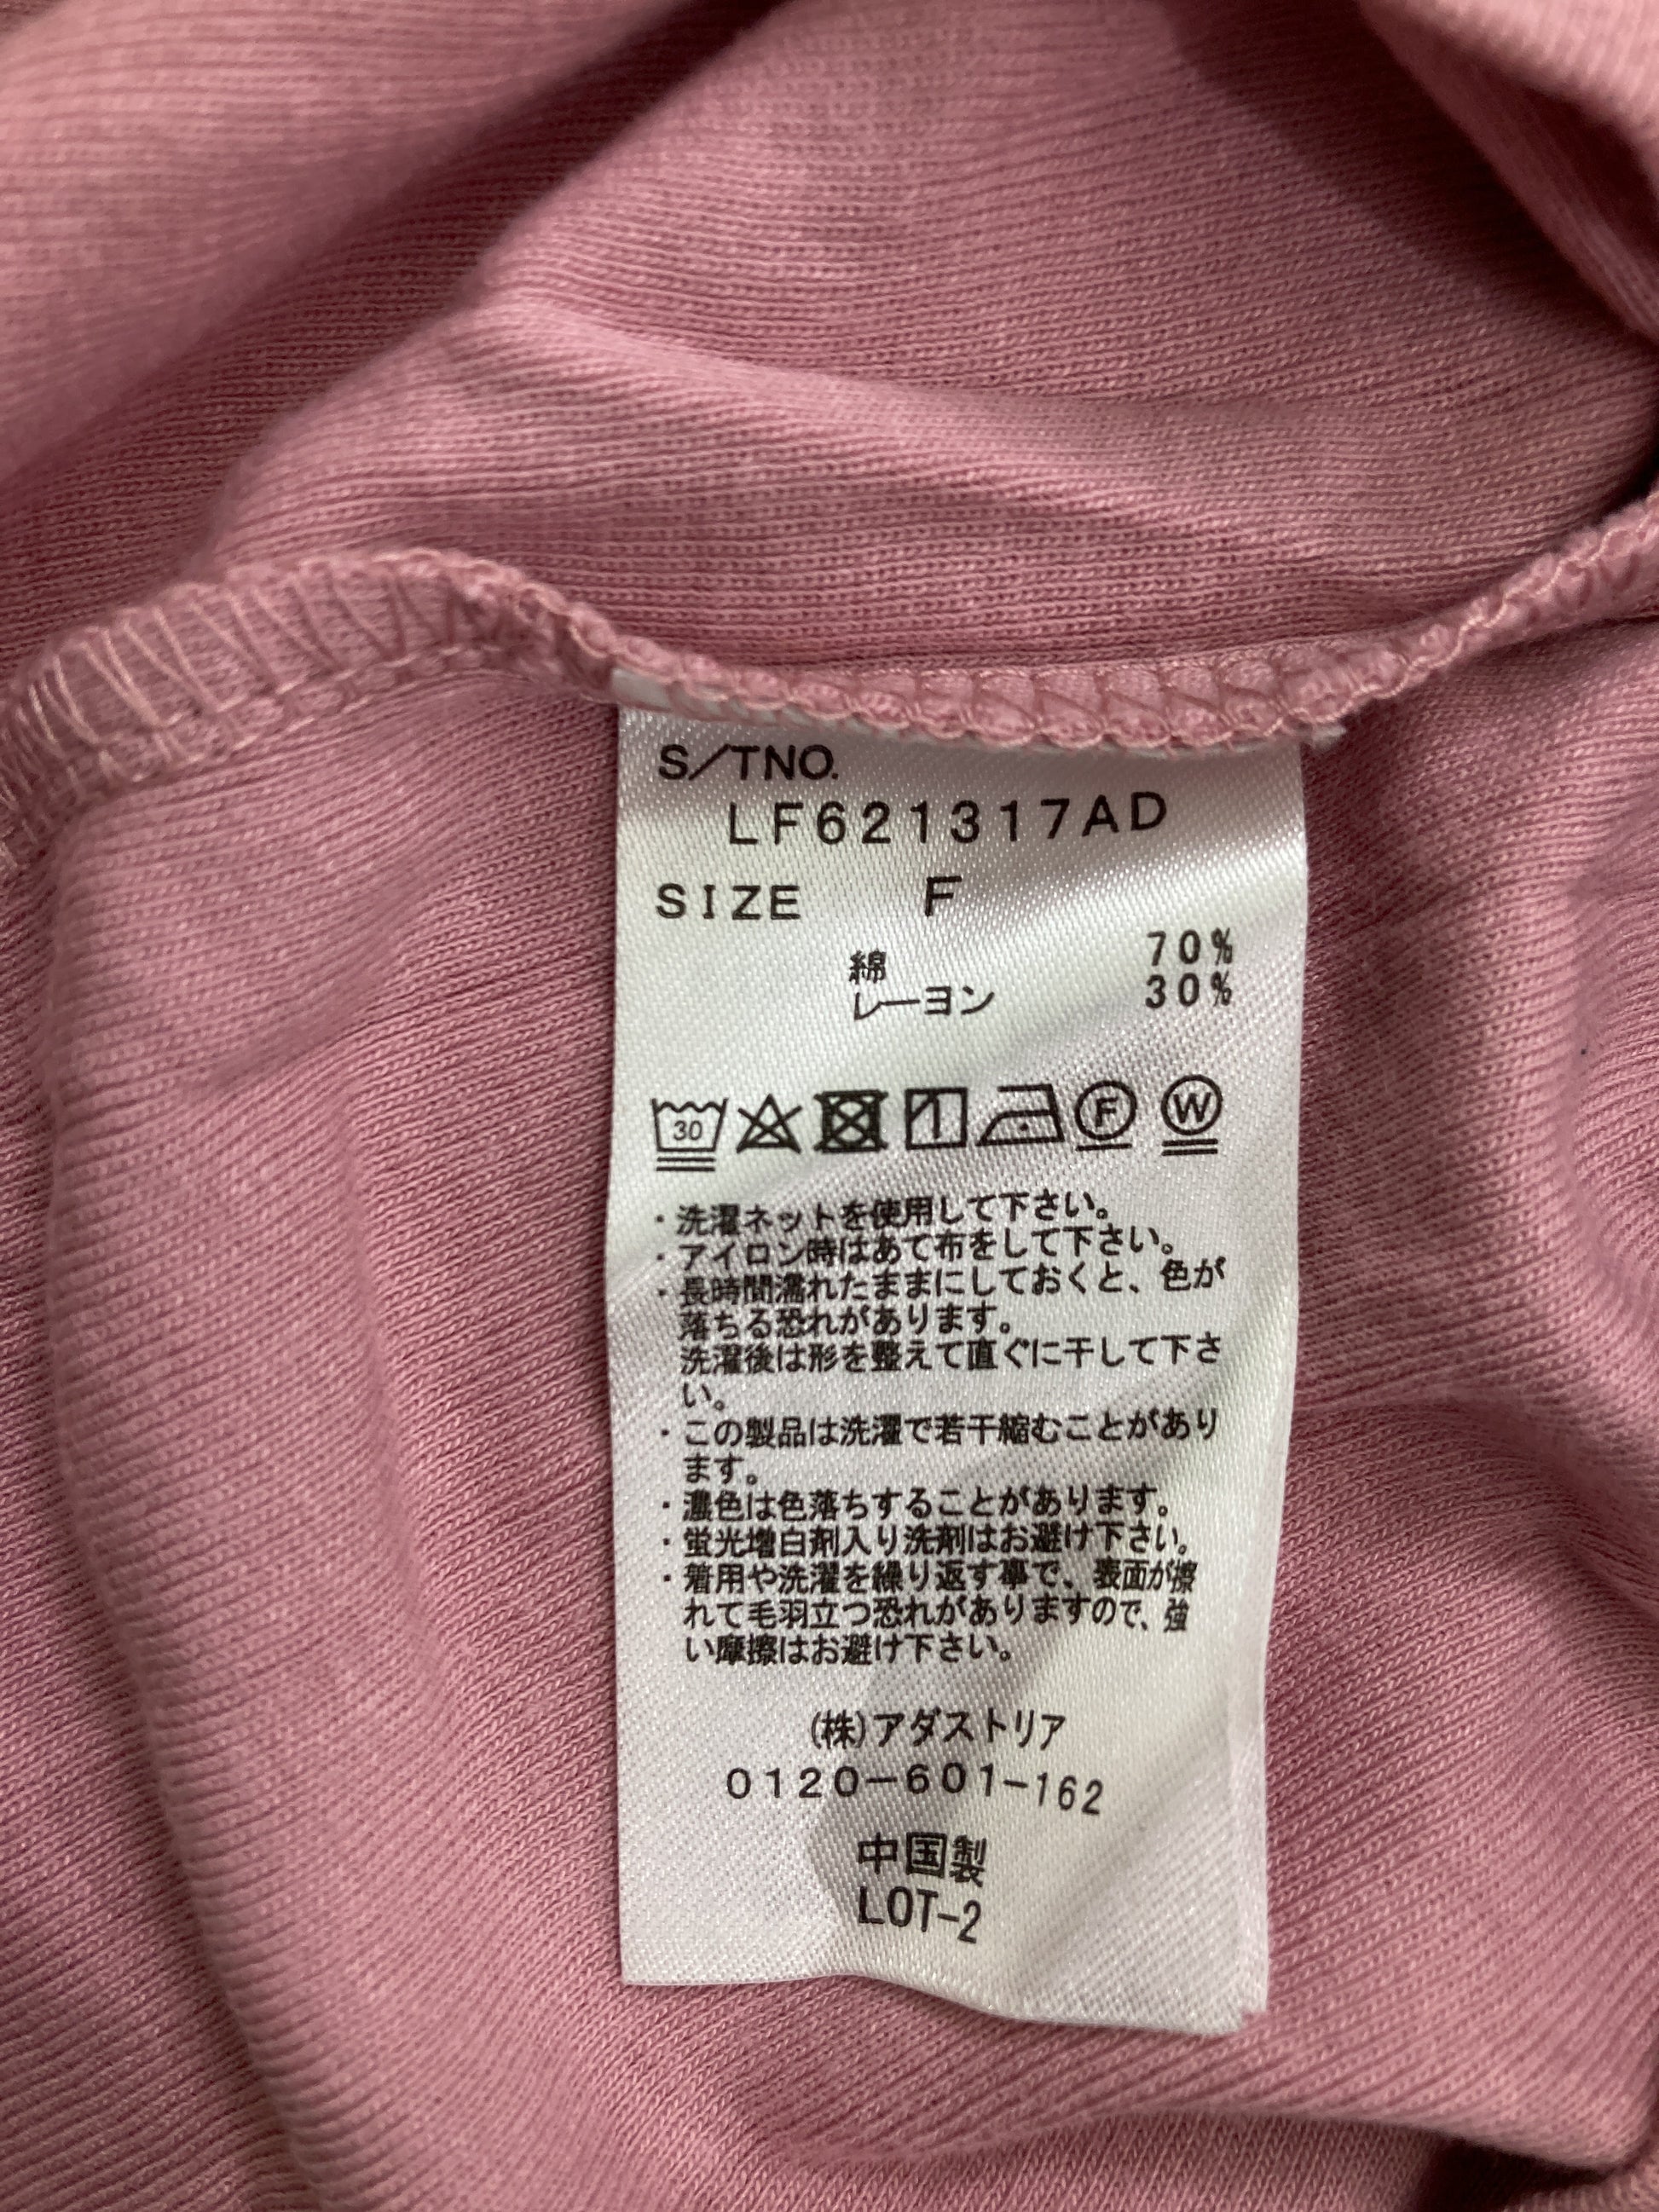 S/TNO.
LF621317AD
SIZE F
綿 70%
レーヨン 30%
30
F
W
・洗濯ネットを使用して下さい。
・アイロン時はあて布をして下さい。
・長時間濡れたままにしておくと、色が
落ちる恐れがあります。
洗濯後は形を整えて直ぐに干して下さ
い。
・この製品は洗濯で若干縮むことがあり
ます。
・濃色は色落ちすることがあります。
・蛍光増白剤入り洗剤はお避け下さい。
・着用や洗濯を繰り返す事で、表面が擦
れて毛羽立つ恐れがありますので、強
い摩擦はお避け下さい。
(株)アダストリア
0120-601-162
中国製
LOT-2